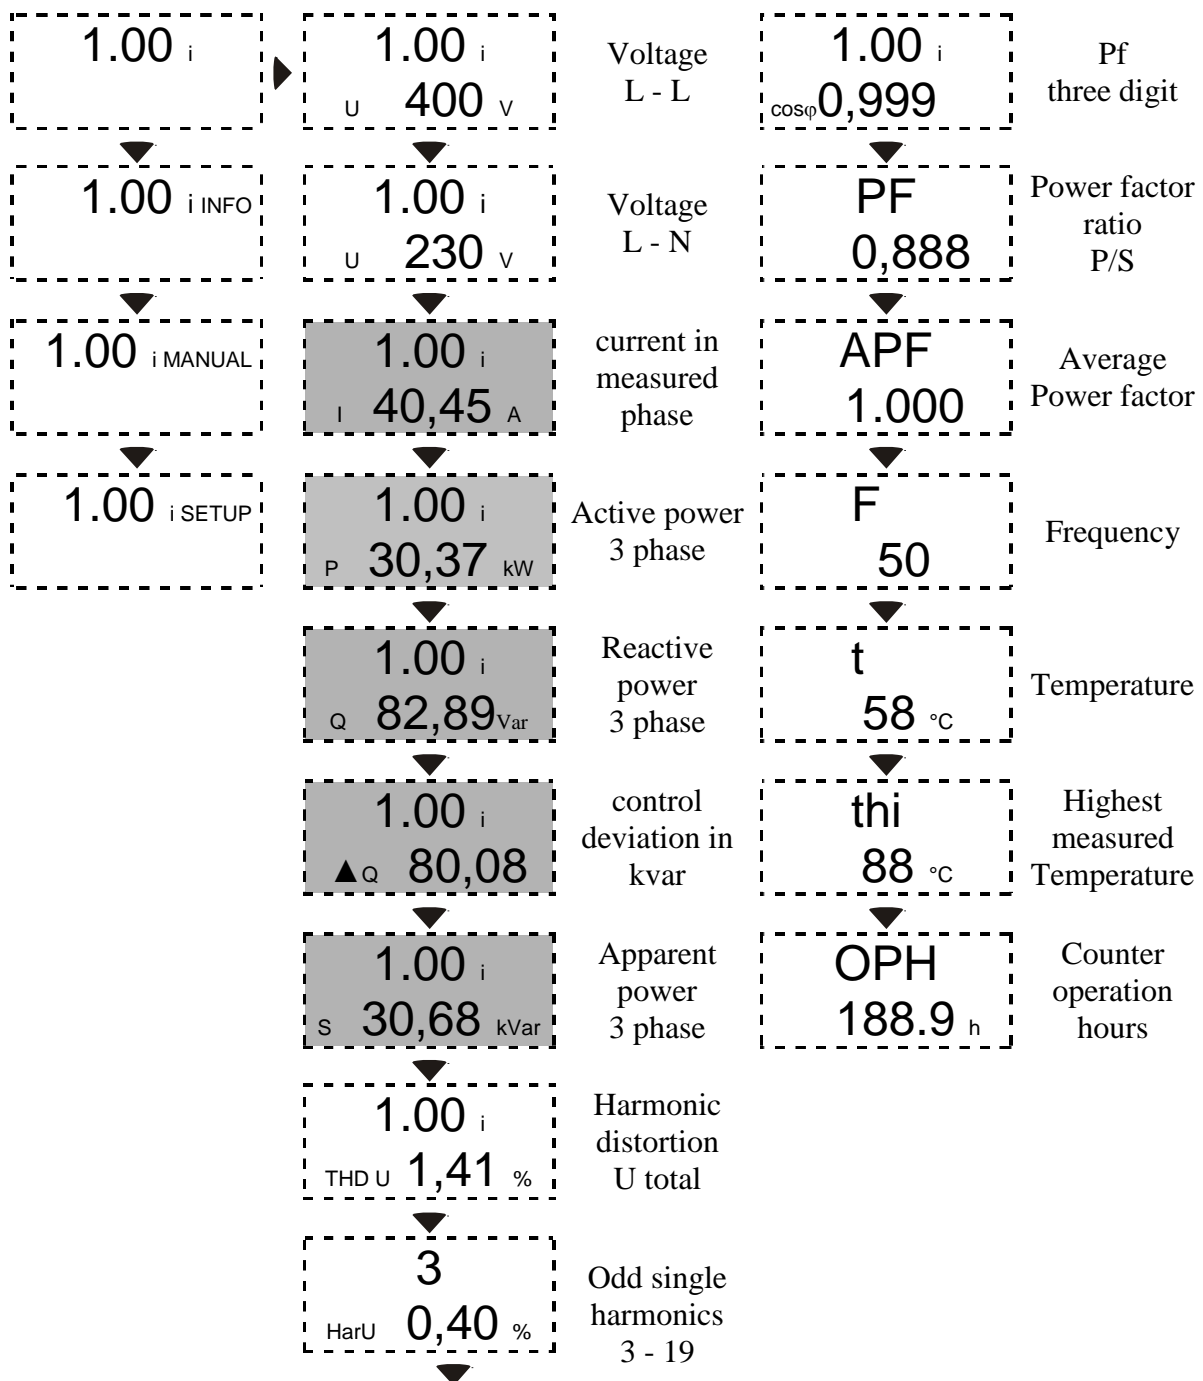 1.00 i
1.00 i INFO
1.00 i MANUAL
1.00 i SETUP
1.00 i
U 400 V
Voltage
L - L
1.00 i
U 230 V
Voltage
L - N
1.00 i
I 40,45 A
current in
measured
phase
1.00 i
P 30,37 kW
Active power
3 phase
1.00 i
Q 82,89 Var
Reactive
power
3 phase
1.00 i
▲Q 80,08
control
deviation in
kvar
1.00 i
S 30,68 kVar
Apparent
power
3 phase
1.00 i
THD U 1,41 %
Harmonic
distortion
U total
3
HarU 0,40 %
Odd single
harmonics
3 - 19
1.00 i
cosφ 0,999
Pf
three digit
PF
0,888
Power factor
ratio
P/S
APF
1.000
Average
Power factor
F
50
Frequency
t
58 °C
Temperature
thi
88 °C
Highest
measured
Temperature
OPH
188.9 h
Counter
operation
hours